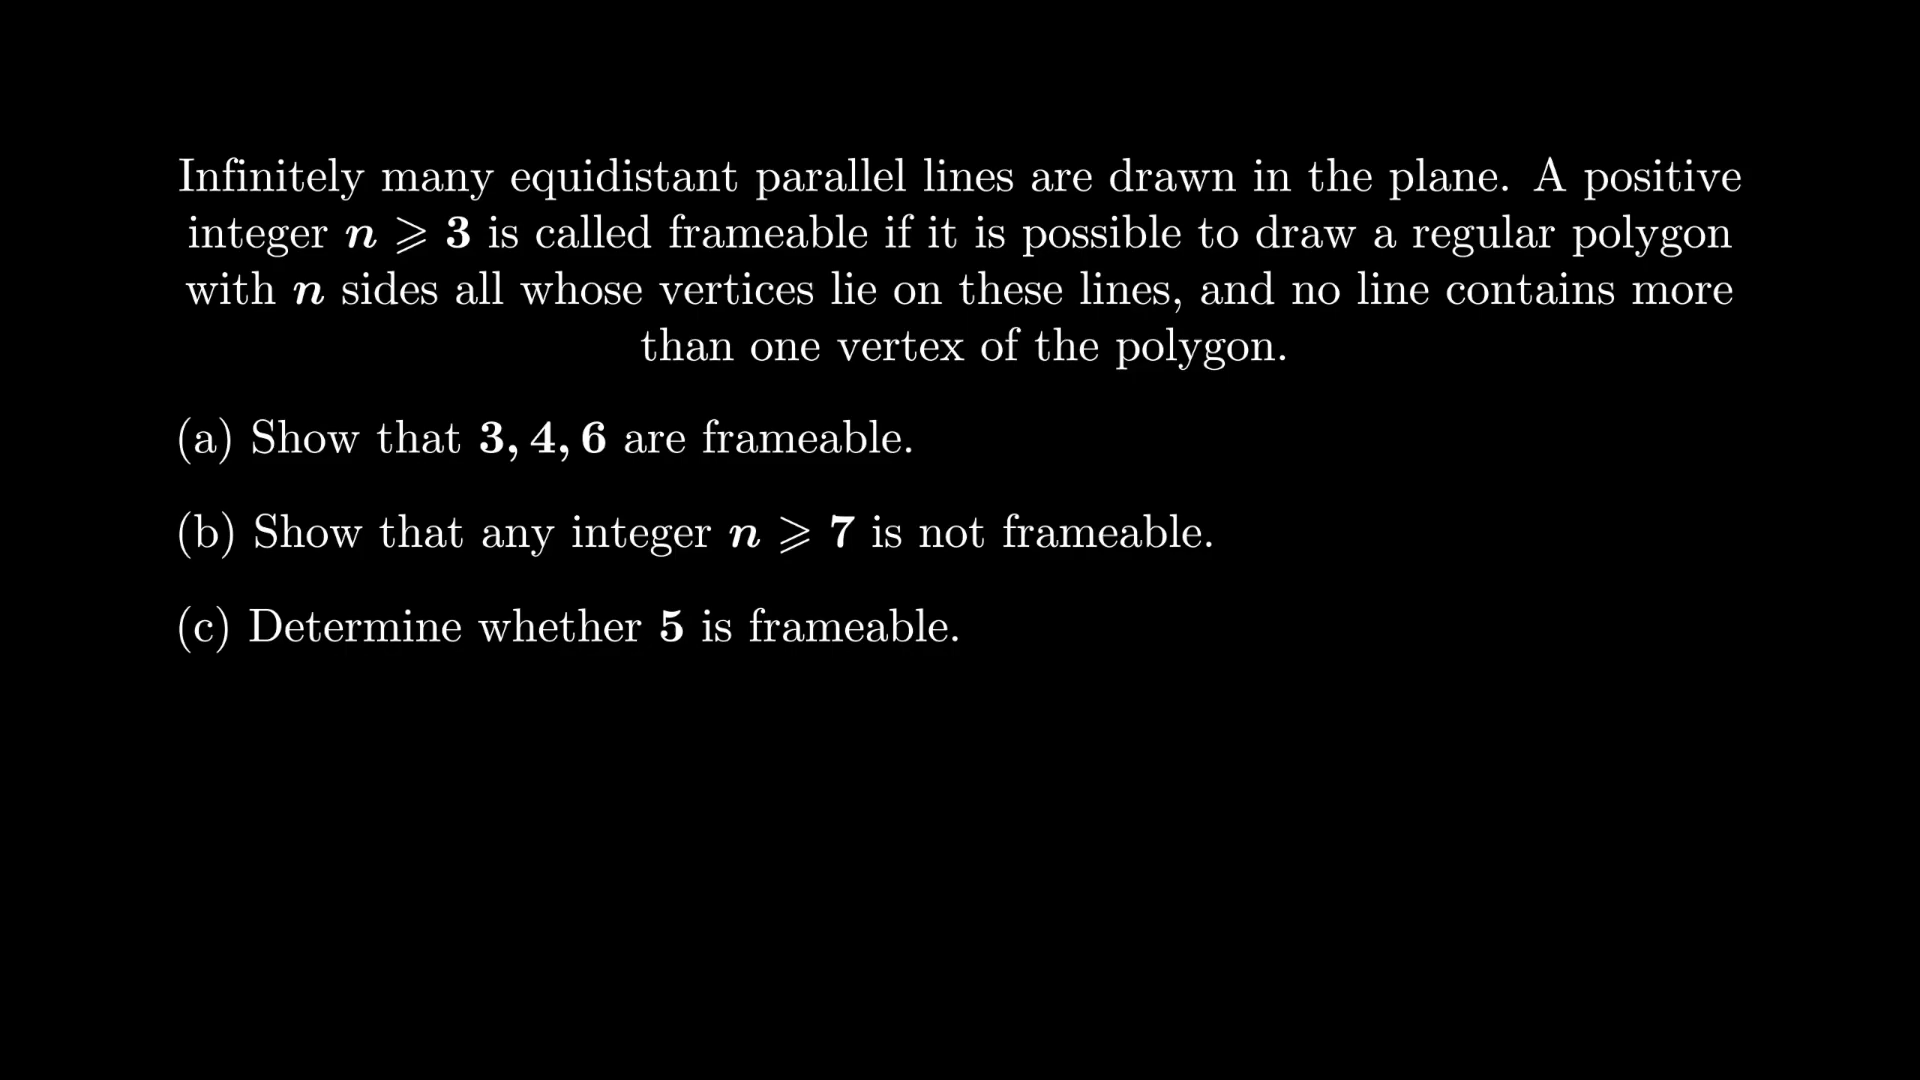 Infinitely many equidistant parallel lines are drawn in the plane. A positive
integer n ⩾ 3 is called frameable if it is possible to draw a regular polygon
with n sides all whose vertices lie on these lines, and no line contains more
than one vertex of the polygon.
(a) Show that 3, 4, 6 are frameable.
(b) Show that any integer n ⩾ 7 is not frameable.
(c) Determine whether 5 is frameable.